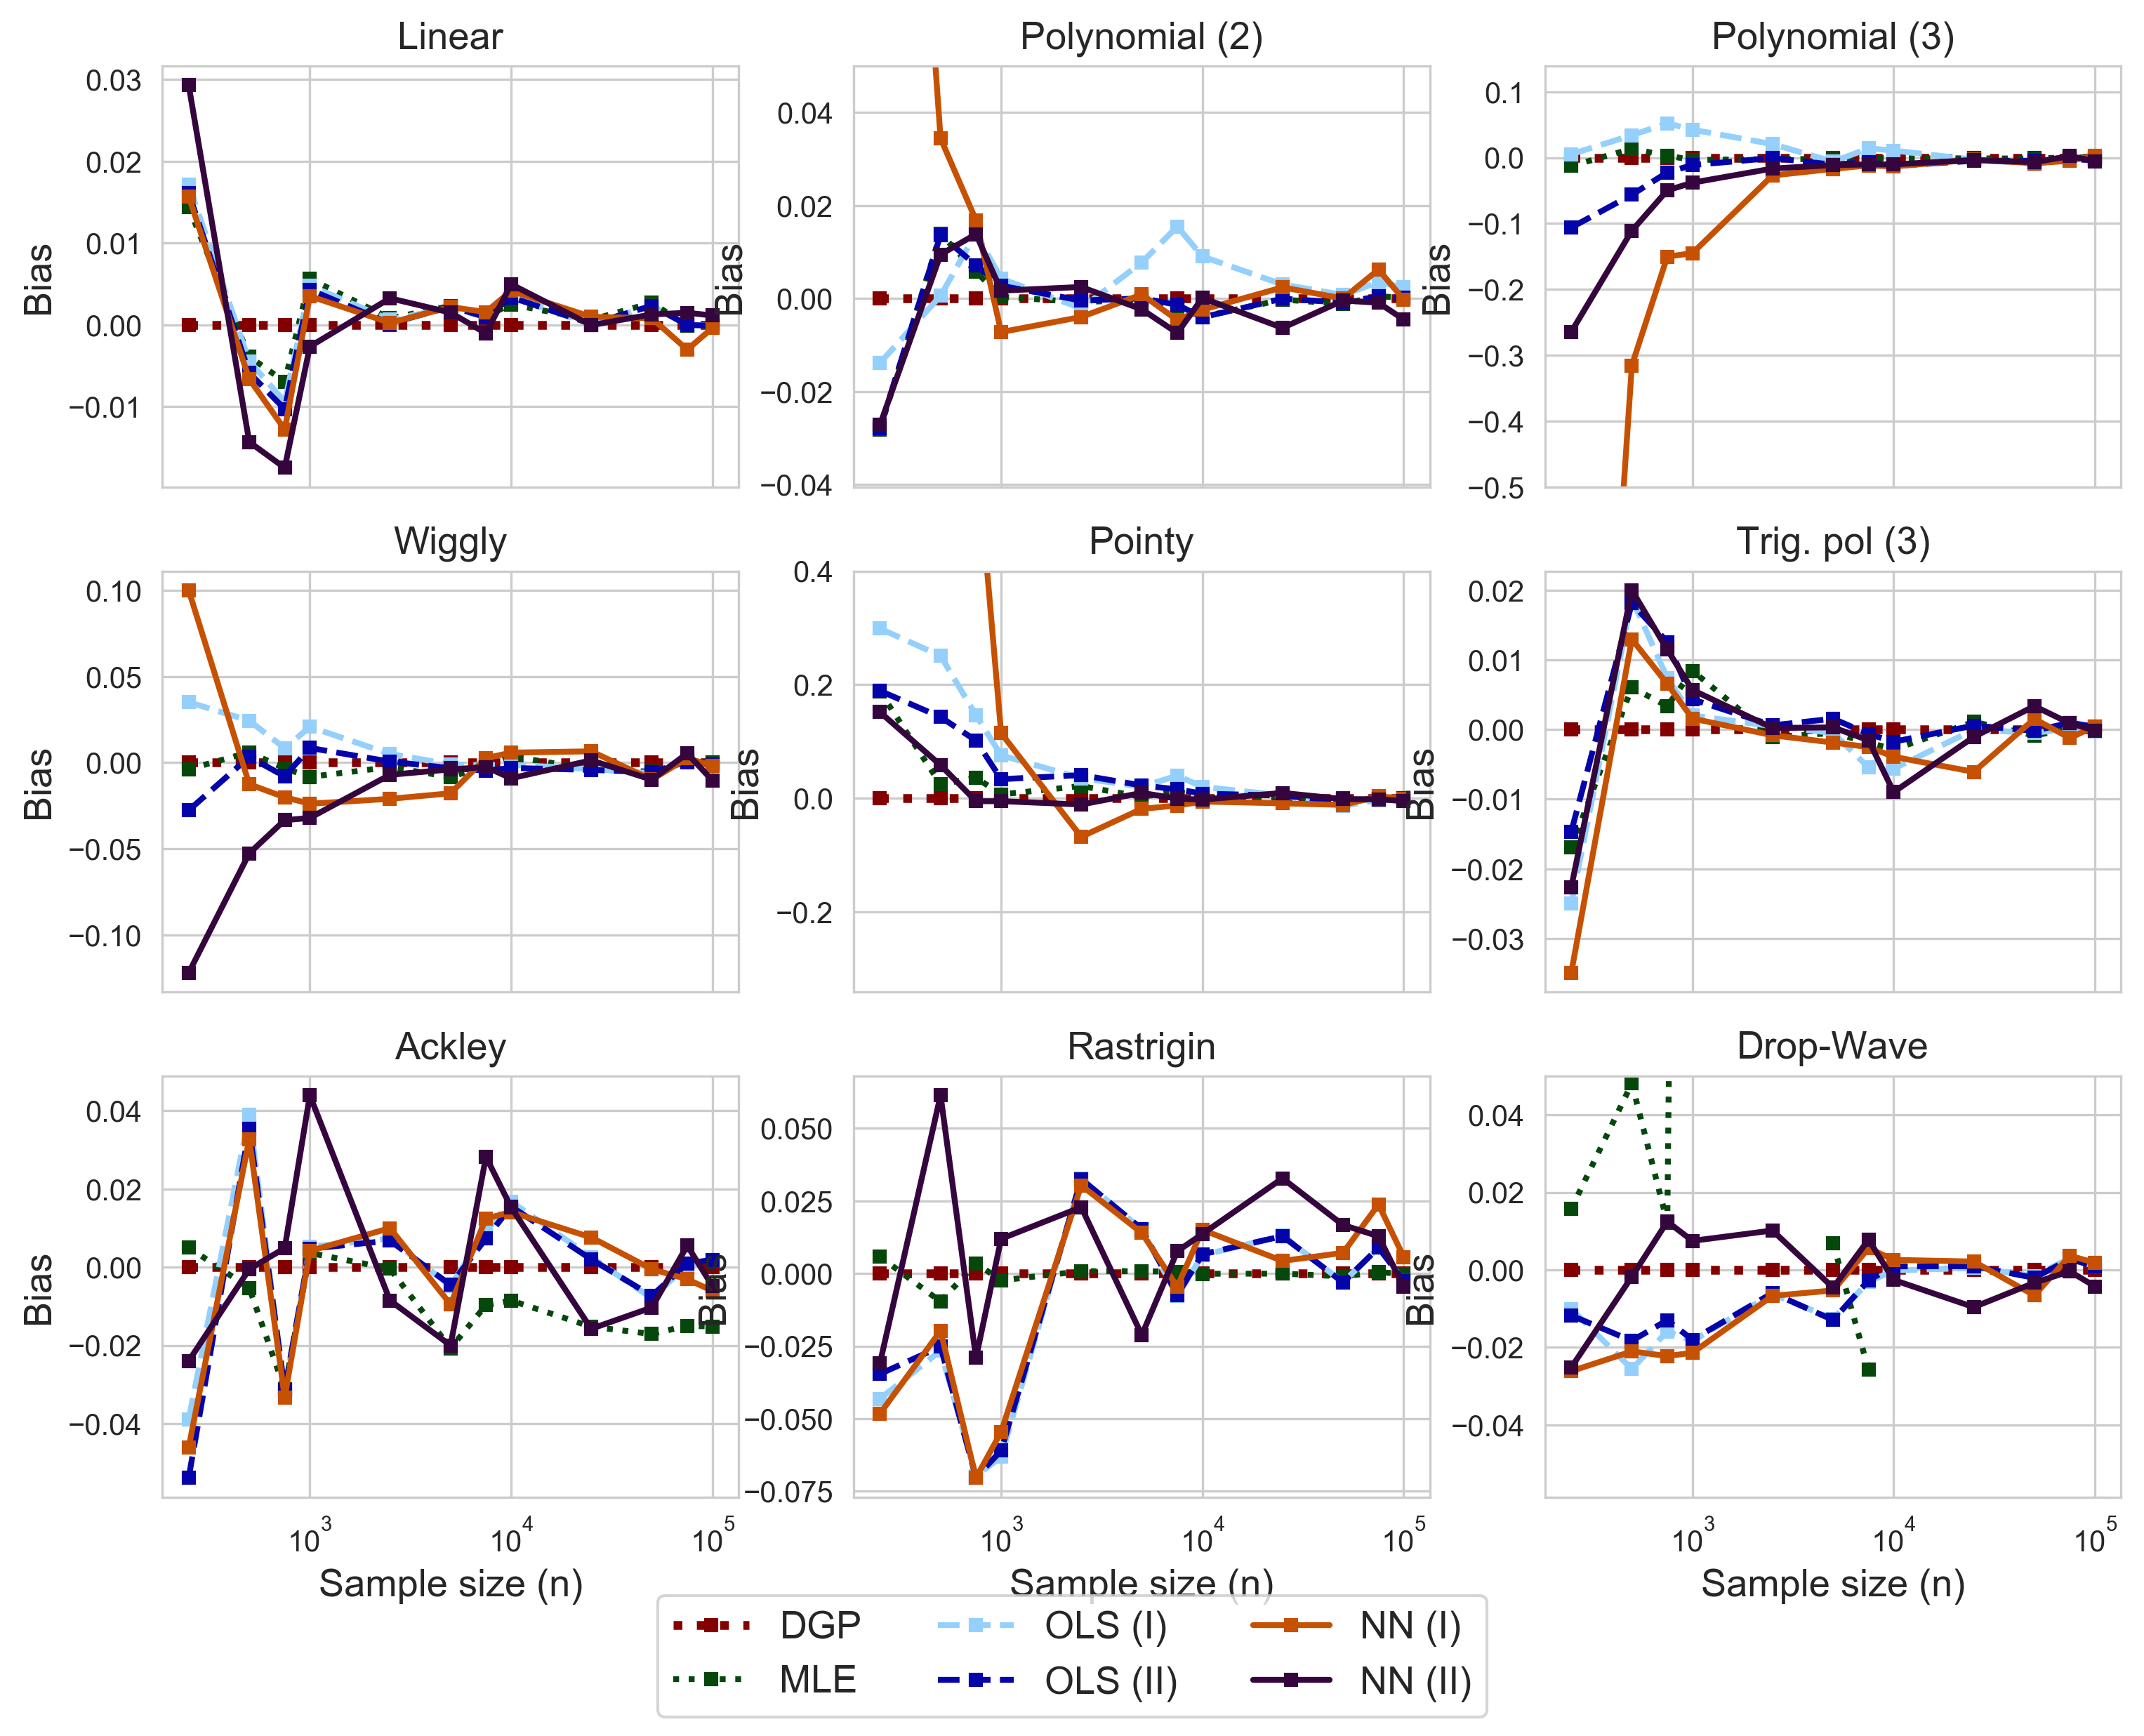 Linear
Polynomial (2)
Polynomial (3)
0.03
0.02
0.01
0.00
−0.01
Bias
0.04
0.02
0.00
−0.02
−0.04
Bias
0.1
0.0
−0.1
−0.2
−0.3
−0.4
−0.5
Bias
Wiggly
Pointy
Trig. pol (3)
0.10
0.05
0.00
−0.05
−0.10
Bias
0.4
0.2
0.0
−0.2
Bias
0.02
0.01
0.00
−0.01
−0.02
−0.03
Bias
Ackley
Rastrigin
Drop-Wave
0.04
0.02
0.00
−0.02
−0.04
Bias
0.050
0.025
0.000
−0.025
−0.050
−0.075
Bias
0.04
0.02
0.00
−0.02
−0.04
Bias
10³ 10⁴ 10⁵
10³ 10⁴ 10⁵
10³ 10⁴ 10⁵
Sample size (n)
Sample size (n)
Sample size (n)
DGP OLS (I) NN (I)
MLE OLS (II) NN (II)